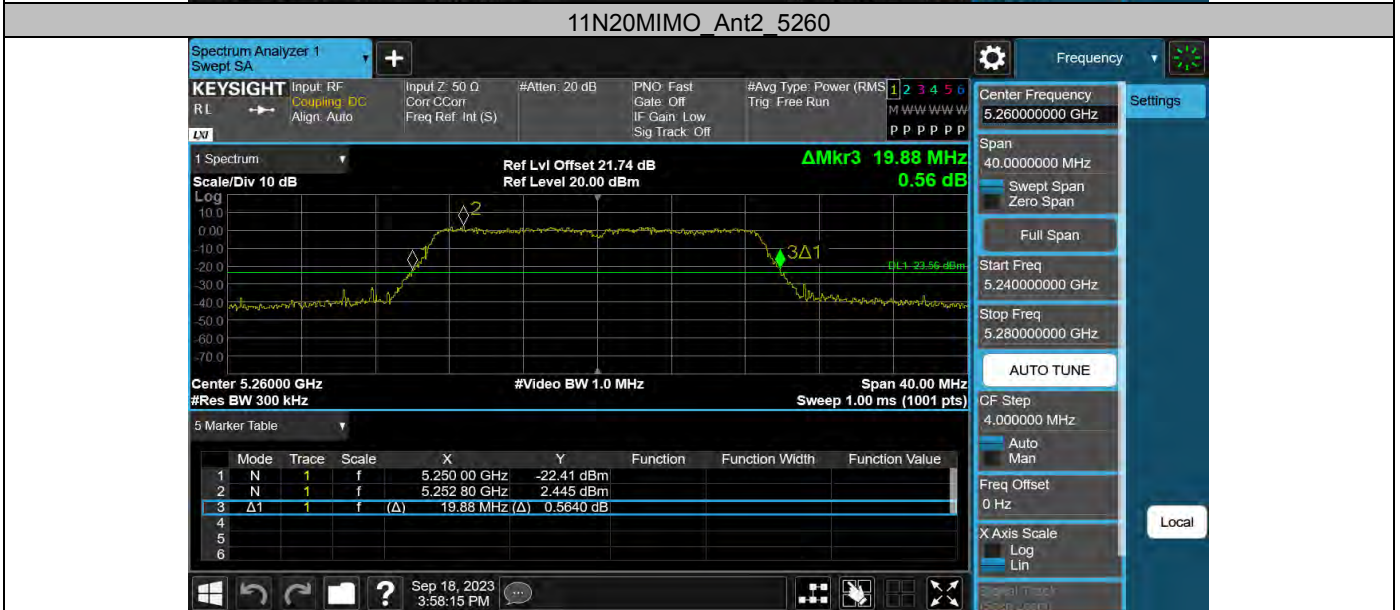 11N20MIMO_Ant2_5260
Spectrum Analyzer 1
Swept SA
Frequency
KEYSIGHT
RL
LXI
Input: RF
Coupling: DC
Align: Auto
Input Z: 50 Ω
Corr CCorr
Freq Ref: Int (S)
#Atten: 20 dB
PNO: Fast
Gate: Off
IF Gain: Low
Sig Track: Off
#Avg Type: Power (RMS
Trig: Free Run
1 2 3 4 5 6
M W W W W W
P P P P P P
Center Frequency
5.260000000 GHz
Settings
Span
40.0000000 MHz
Swept Span
Zero Span
Full Span
Start Freq
5.240000000 GHz
Stop Freq
5.280000000 GHz
AUTO TUNE
CF Step
4.000000 MHz
Auto
Man
Freq Offset
0 Hz
X Axis Scale
Log
Lin
Local
1 Spectrum
Scale/Div 10 dB
Ref Lvl Offset 21.74 dB
Ref Level 20.00 dBm
ΔMkr3 19.88 MHz
0.56 dB
Log
10.0
0.00
-10.0
-20.0
-30.0
-40.0
-50.0
-60.0
-70.0
2
3Δ1
DL1 -23.56 dBm
Center 5.26000 GHz
#Video BW 1.0 MHz
Span 40.00 MHz
#Res BW 300 kHz
Sweep 1.00 ms (1001 pts)
5 Marker Table
Mode Trace Scale X Y Function Function Width Function Value
1 N 1 f 5.250 00 GHz -22.41 dBm
2 N 1 f 5.252 80 GHz 2.445 dBm
3 Δ1 1 f (Δ) 19.88 MHz (Δ) 0.5640 dB
4
5
6
?
Sep 18, 2023
3:58:15 PM